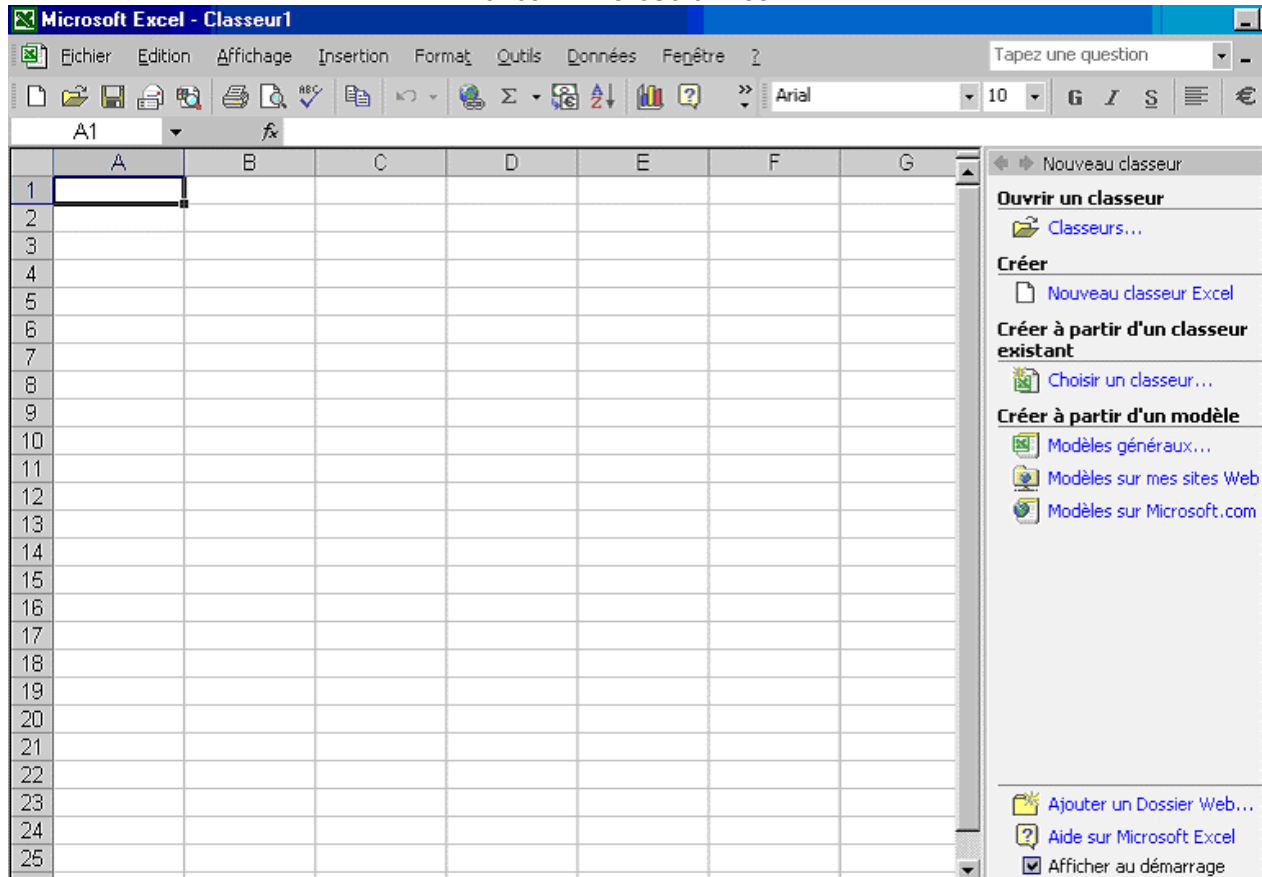 Microsoft Excel - Classeur1
Fichier Edition Affichage Insertion Format Outils Données Fenêtre ? Tapez une question
ABC Σ A Z ? » Arial 10 G I S €
A1 fx
A B C D E F G
1
2
3
4
5
6
7
8
9
10
11
12
13
14
15
16
17
18
19
20
21
22
23
24
25
Nouveau classeur
Ouvrir un classeur
Classeurs...
Créer
Nouveau classeur Excel
Créer à partir d'un classeur
existant
Choisir un classeur...
Créer à partir d'un modèle
Modèles généraux...
Modèles sur mes sites Web
Modèles sur Microsoft.com
Ajouter un Dossier Web...
Aide sur Microsoft Excel
Afficher au démarrage